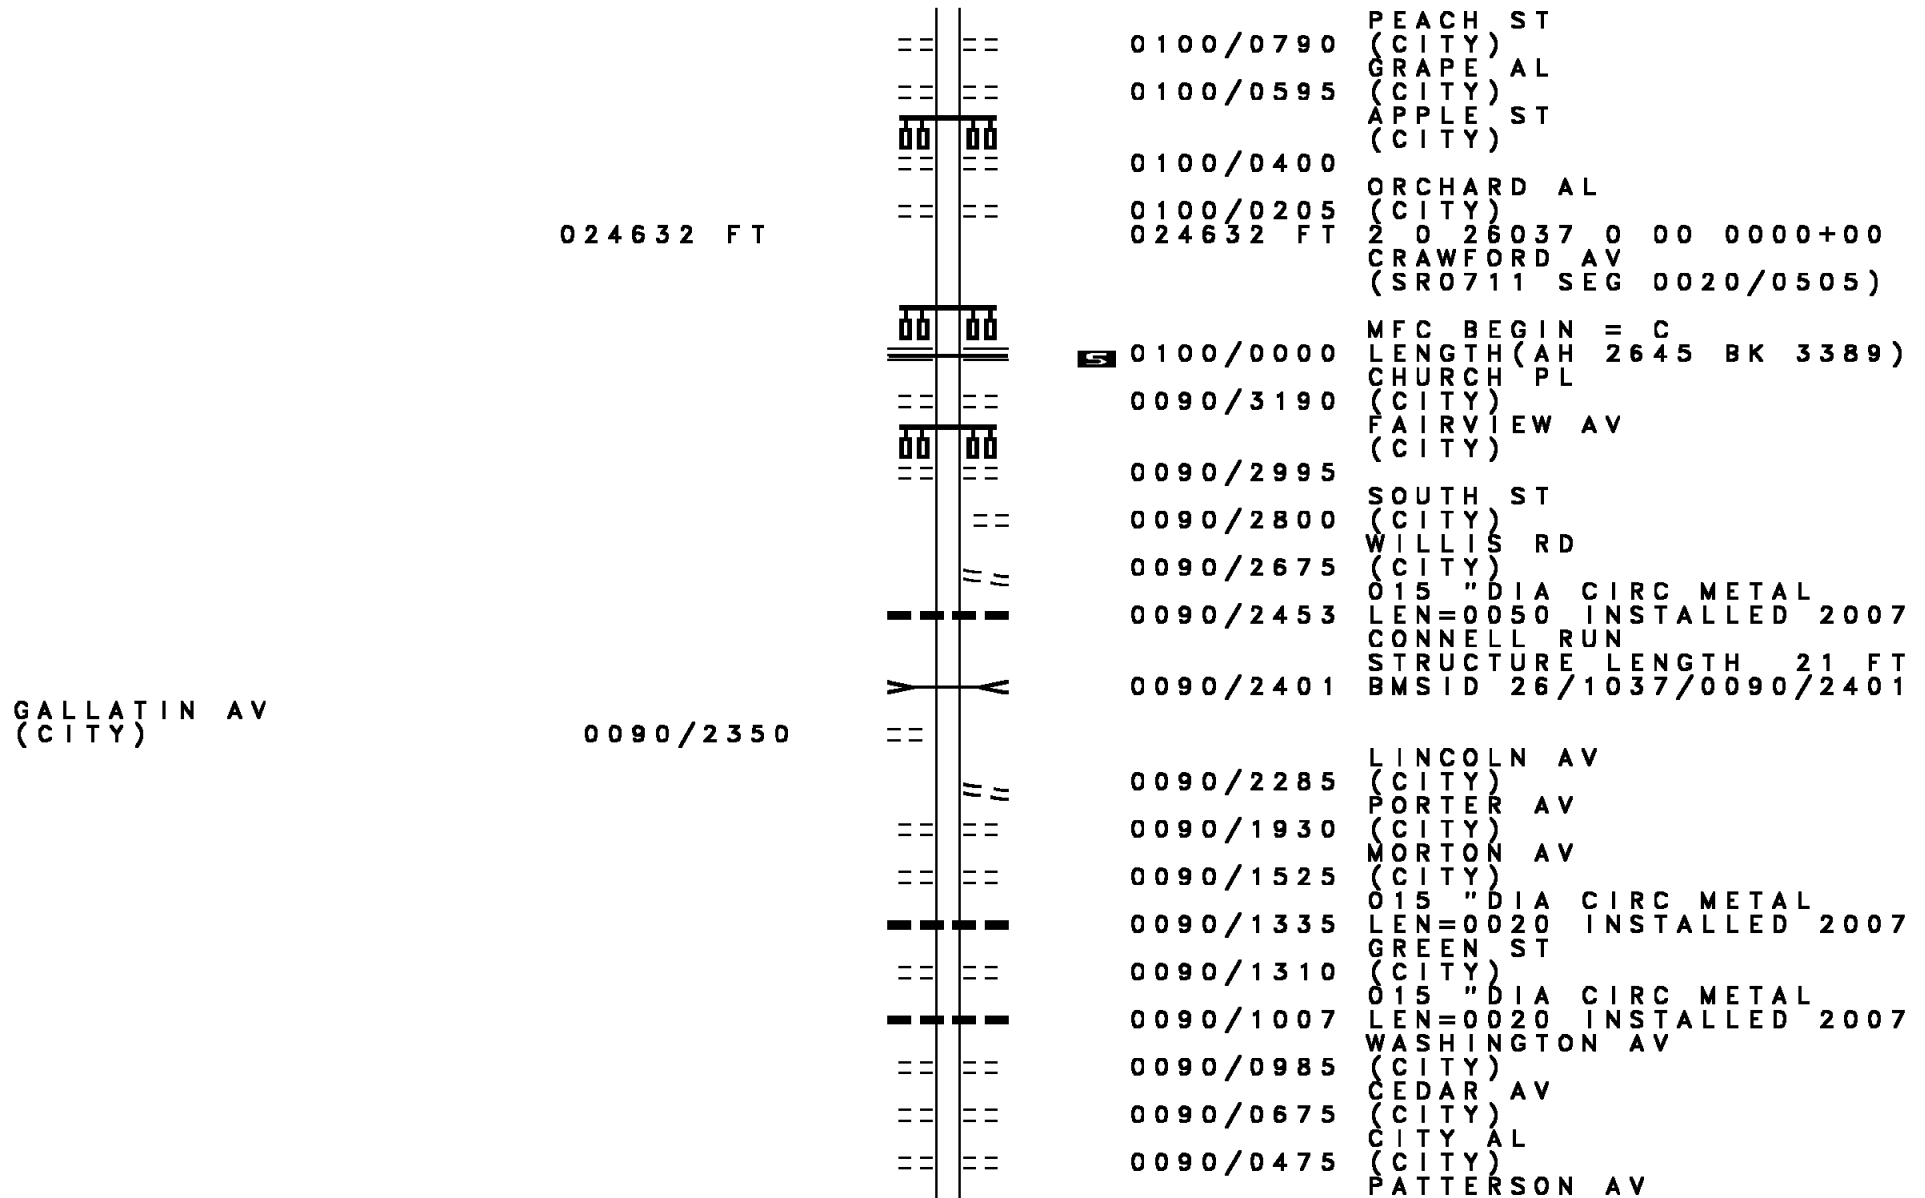 PEACH ST
0100/0790 (CITY)
GRAPE AL
0100/0595 (CITY)
APPLE ST
(CITY)
0100/0400
ORCHARD AL
0100/0205 (CITY)
024632 FT 024632 FT 2 0 26037 0 00 0000+00
CRAWFORD AV
(SR0711 SEG 0020/0505)
MFC BEGIN = C
S 0100/0000 LENGTH(AH 2645 BK 3389)
CHURCH PL
0090/3190 (CITY)
FAIRVIEW AV
(CITY)
0090/2995
SOUTH ST
0090/2800 (CITY)
WILLIS RD
0090/2675 (CITY)
015 "DIA CIRC METAL
0090/2453 LEN=0050 INSTALLED 2007
CONNELL RUN
STRUCTURE LENGTH 21 FT
0090/2401 BMSID 26/1037/0090/2401
GALLATIN AV
(CITY) 0090/2350
LINCOLN AV
0090/2285 (CITY)
PORTER AV
0090/1930 (CITY)
MORTON AV
0090/1525 (CITY)
015 "DIA CIRC METAL
0090/1335 LEN=0020 INSTALLED 2007
GREEN ST
0090/1310 (CITY)
015 "DIA CIRC METAL
0090/1007 LEN=0020 INSTALLED 2007
WASHINGTON AV
0090/0985 (CITY)
CEDAR AV
0090/0675 (CITY)
CITY AL
0090/0475 (CITY)
PATTERSON AV